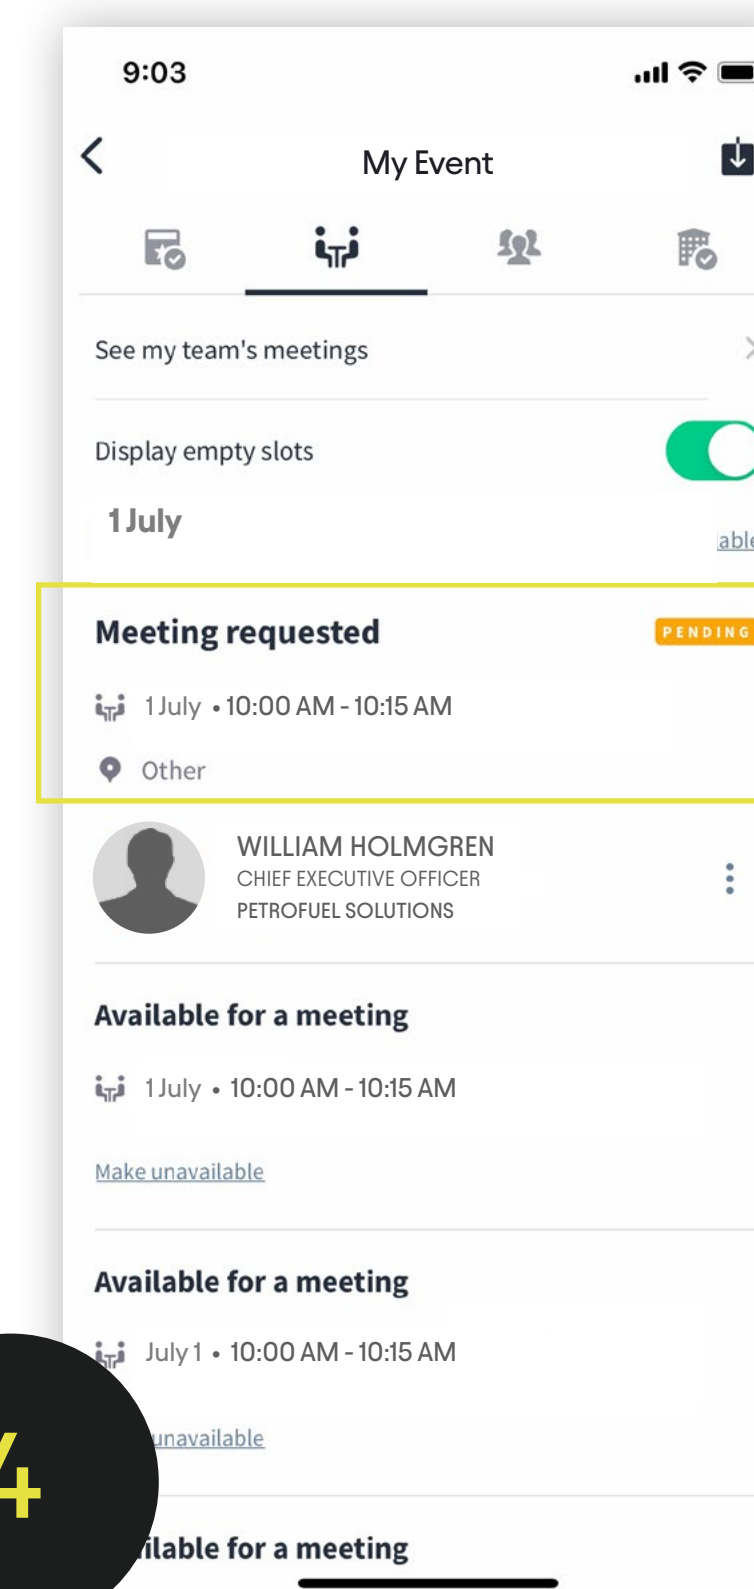 9:03
My Event
See my team's meetings
Display empty slots
1 July
able
Meeting requested
PENDING
1 July • 10:00 AM - 10:15 AM
Other
WILLIAM HOLMGREN
CHIEF EXECUTIVE OFFICER
PETROFUEL SOLUTIONS
Available for a meeting
1 July • 10:00 AM - 10:15 AM
Make unavailable
Available for a meeting
July 1 • 10:00 AM - 10:15 AM
unavailable
4
ilable for a meeting